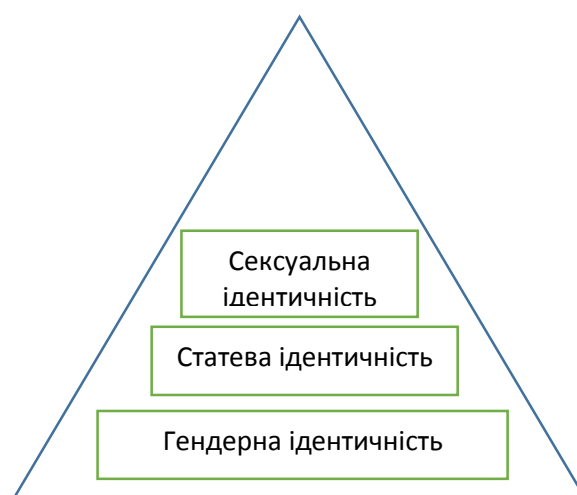 Сексуальна
ідентичність
Статева ідентичність
Гендерна ідентичність